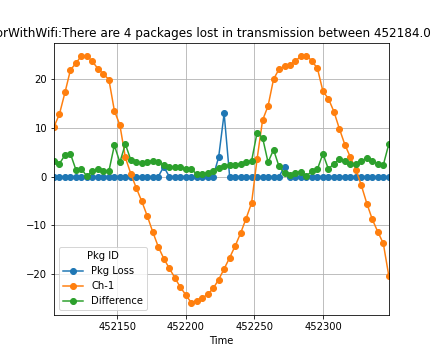 orWithWifi:There are 4 packages lost in transmission between 452184.0
20
10
0
−10
−20
Pkg ID
Pkg Loss
Ch-1
Difference
452150 452200 452250 452300
Time